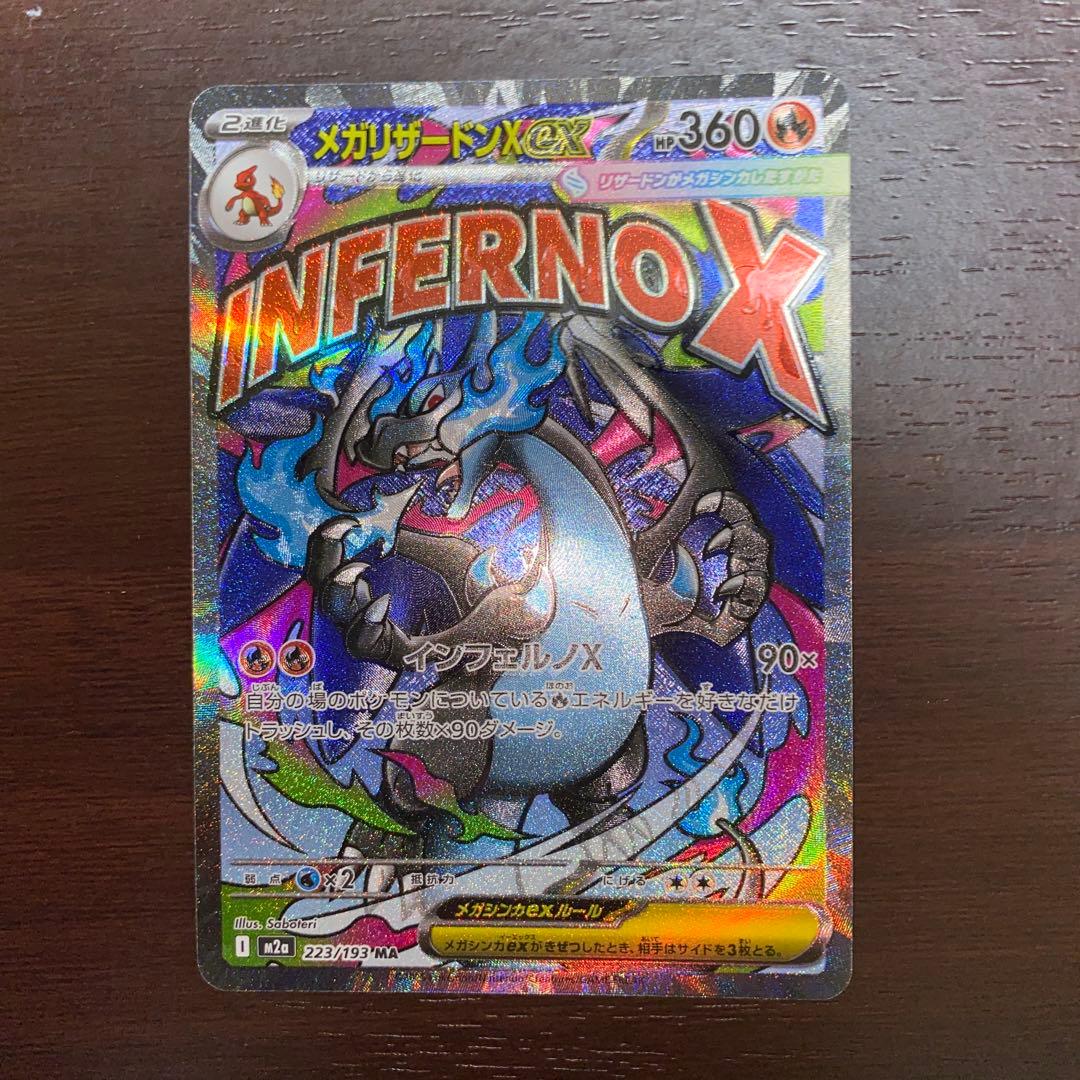 2進化
メガリザードンXex
HP360
リザードから進化
リザードンがメガシンカしたすがた
INFERNO X
インフェルノX 90×
自分の場のポケモンについているエネルギーを好きなだけ
トラッシュし、その枚数×90ダメージ。
弱点 ×2 抵抗力 にげる
Illus. Saboteri
メガシンカexルール
I m2a 223/193 MA
メガシンカexがきぜつしたとき、相手はサイドを3枚とる。